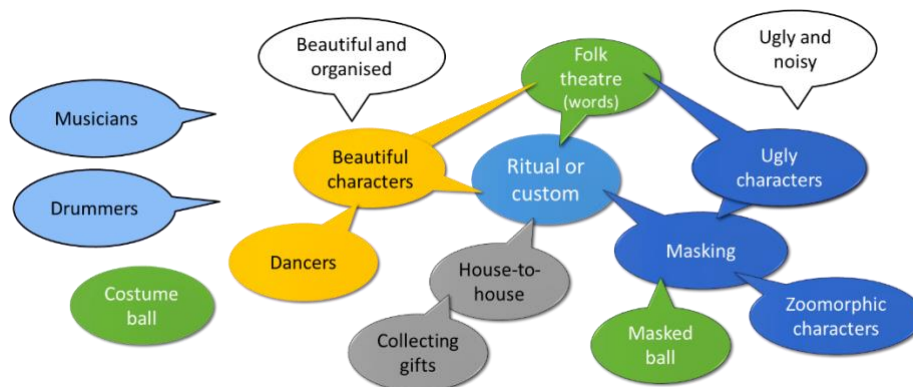 Beautiful and
organised
Folk
theatre
(words)
Ugly and
noisy
Musicians
Beautiful
characters
Ritual or
custom
Ugly
characters
Drummers
Dancers
House-to-
house
Masking
Costume
ball
Collecting
gifts
Masked
ball
Zoomorphic
characters